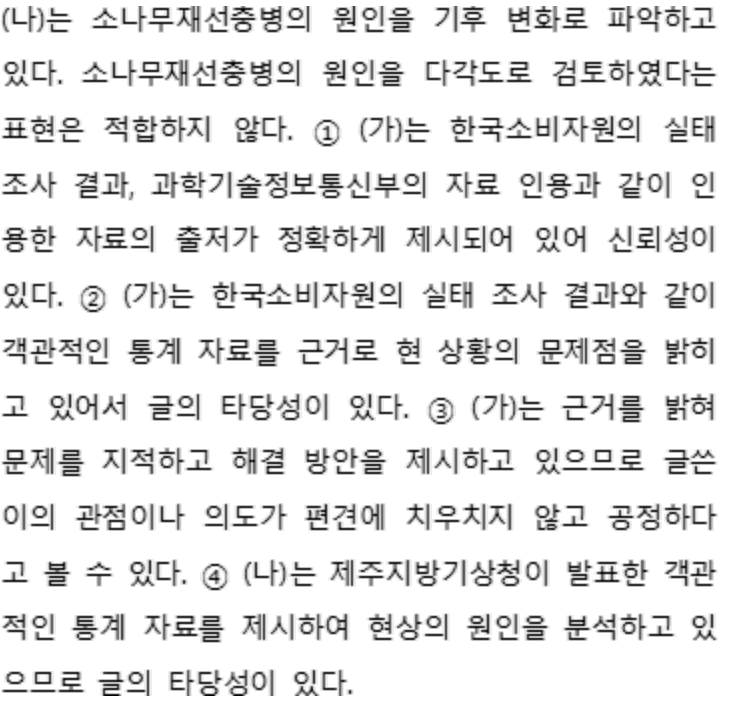 (나)는 소나무재선충병의 원인을 기후 변화로 파악하고
있다. 소나무재선충병의 원인을 다각도로 검토하였다는
표현은 적합하지 않다. ① (가)는 한국소비자원의 실태
조사 결과, 과학기술정보통신부의 자료 인용과 같이 인
용한 자료의 출저가 정확하게 제시되어 있어 신뢰성이
있다. ② (가)는 한국소비자원의 실태 조사 결과와 같이
객관적인 통계 자료를 근거로 현 상황의 문제점을 밝히
고 있어서 글의 타당성이 있다. ③ (가)는 근거를 밝혀
문제를 지적하고 해결 방안을 제시하고 있으므로 글쓴
이의 관점이나 의도가 편견에 치우치지 않고 공정하다
고 볼 수 있다. ④ (나)는 제주지방기상청이 발표한 객관
적인 통계 자료를 제시하여 현상의 원인을 분석하고 있
으므로 글의 타당성이 있다.